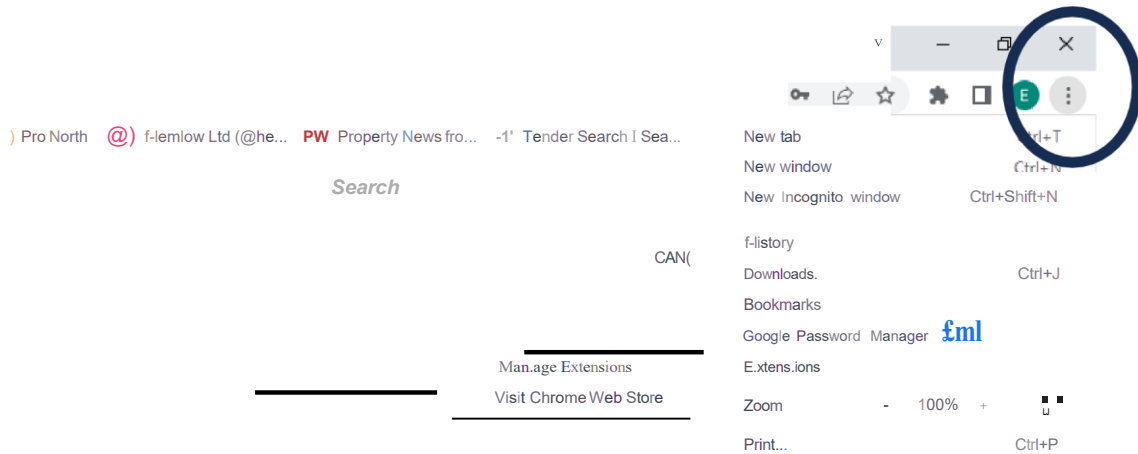 V
E
) Pro North @) f-lemlow Ltd (@he... PW Property News fro... -1' Tender Search I Sea...
New tab Ctrl+T
New window Ctrl+N
Search
New Incognito window Ctrl+Shift+N
f-listory
CAN(
Downloads. Ctrl+J
Bookmarks
Google Password Manager £ml
Man.age Extensions
E.xtens.ions
Visit Chrome Web Store
Zoom - 100% +
Print... Ctrl+P